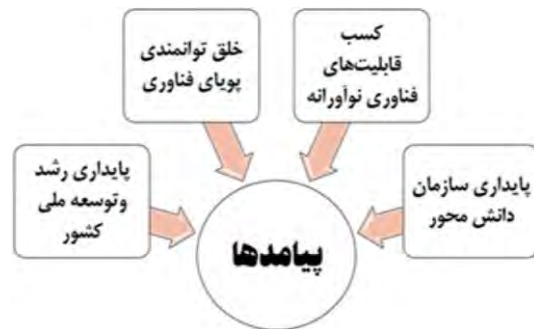 کسب
قابلیت‌های
فناوری نوآورانه
خلق توانمندی
پویای فناوری
پایداری سازمان
دانش محور
پایداری رشد
وتوسعه ملی
کشور
پیامدها